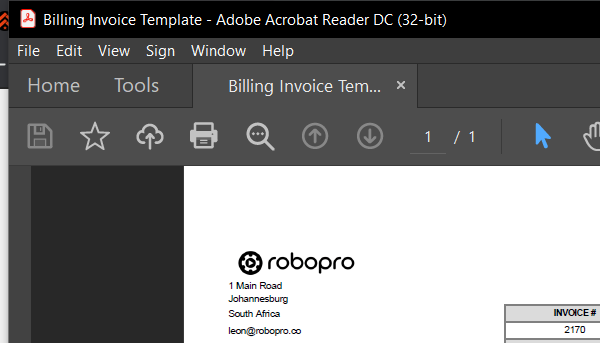 Billing Invoice Template - Adobe Acrobat Reader DC (32-bit)
File Edit View Sign Window Help
Home Tools Billing Invoice Tem... ×
1 / 1
robopro
1 Main Road
Johannesburg
South Africa
leon@robopro.co
INVOICE #
2170